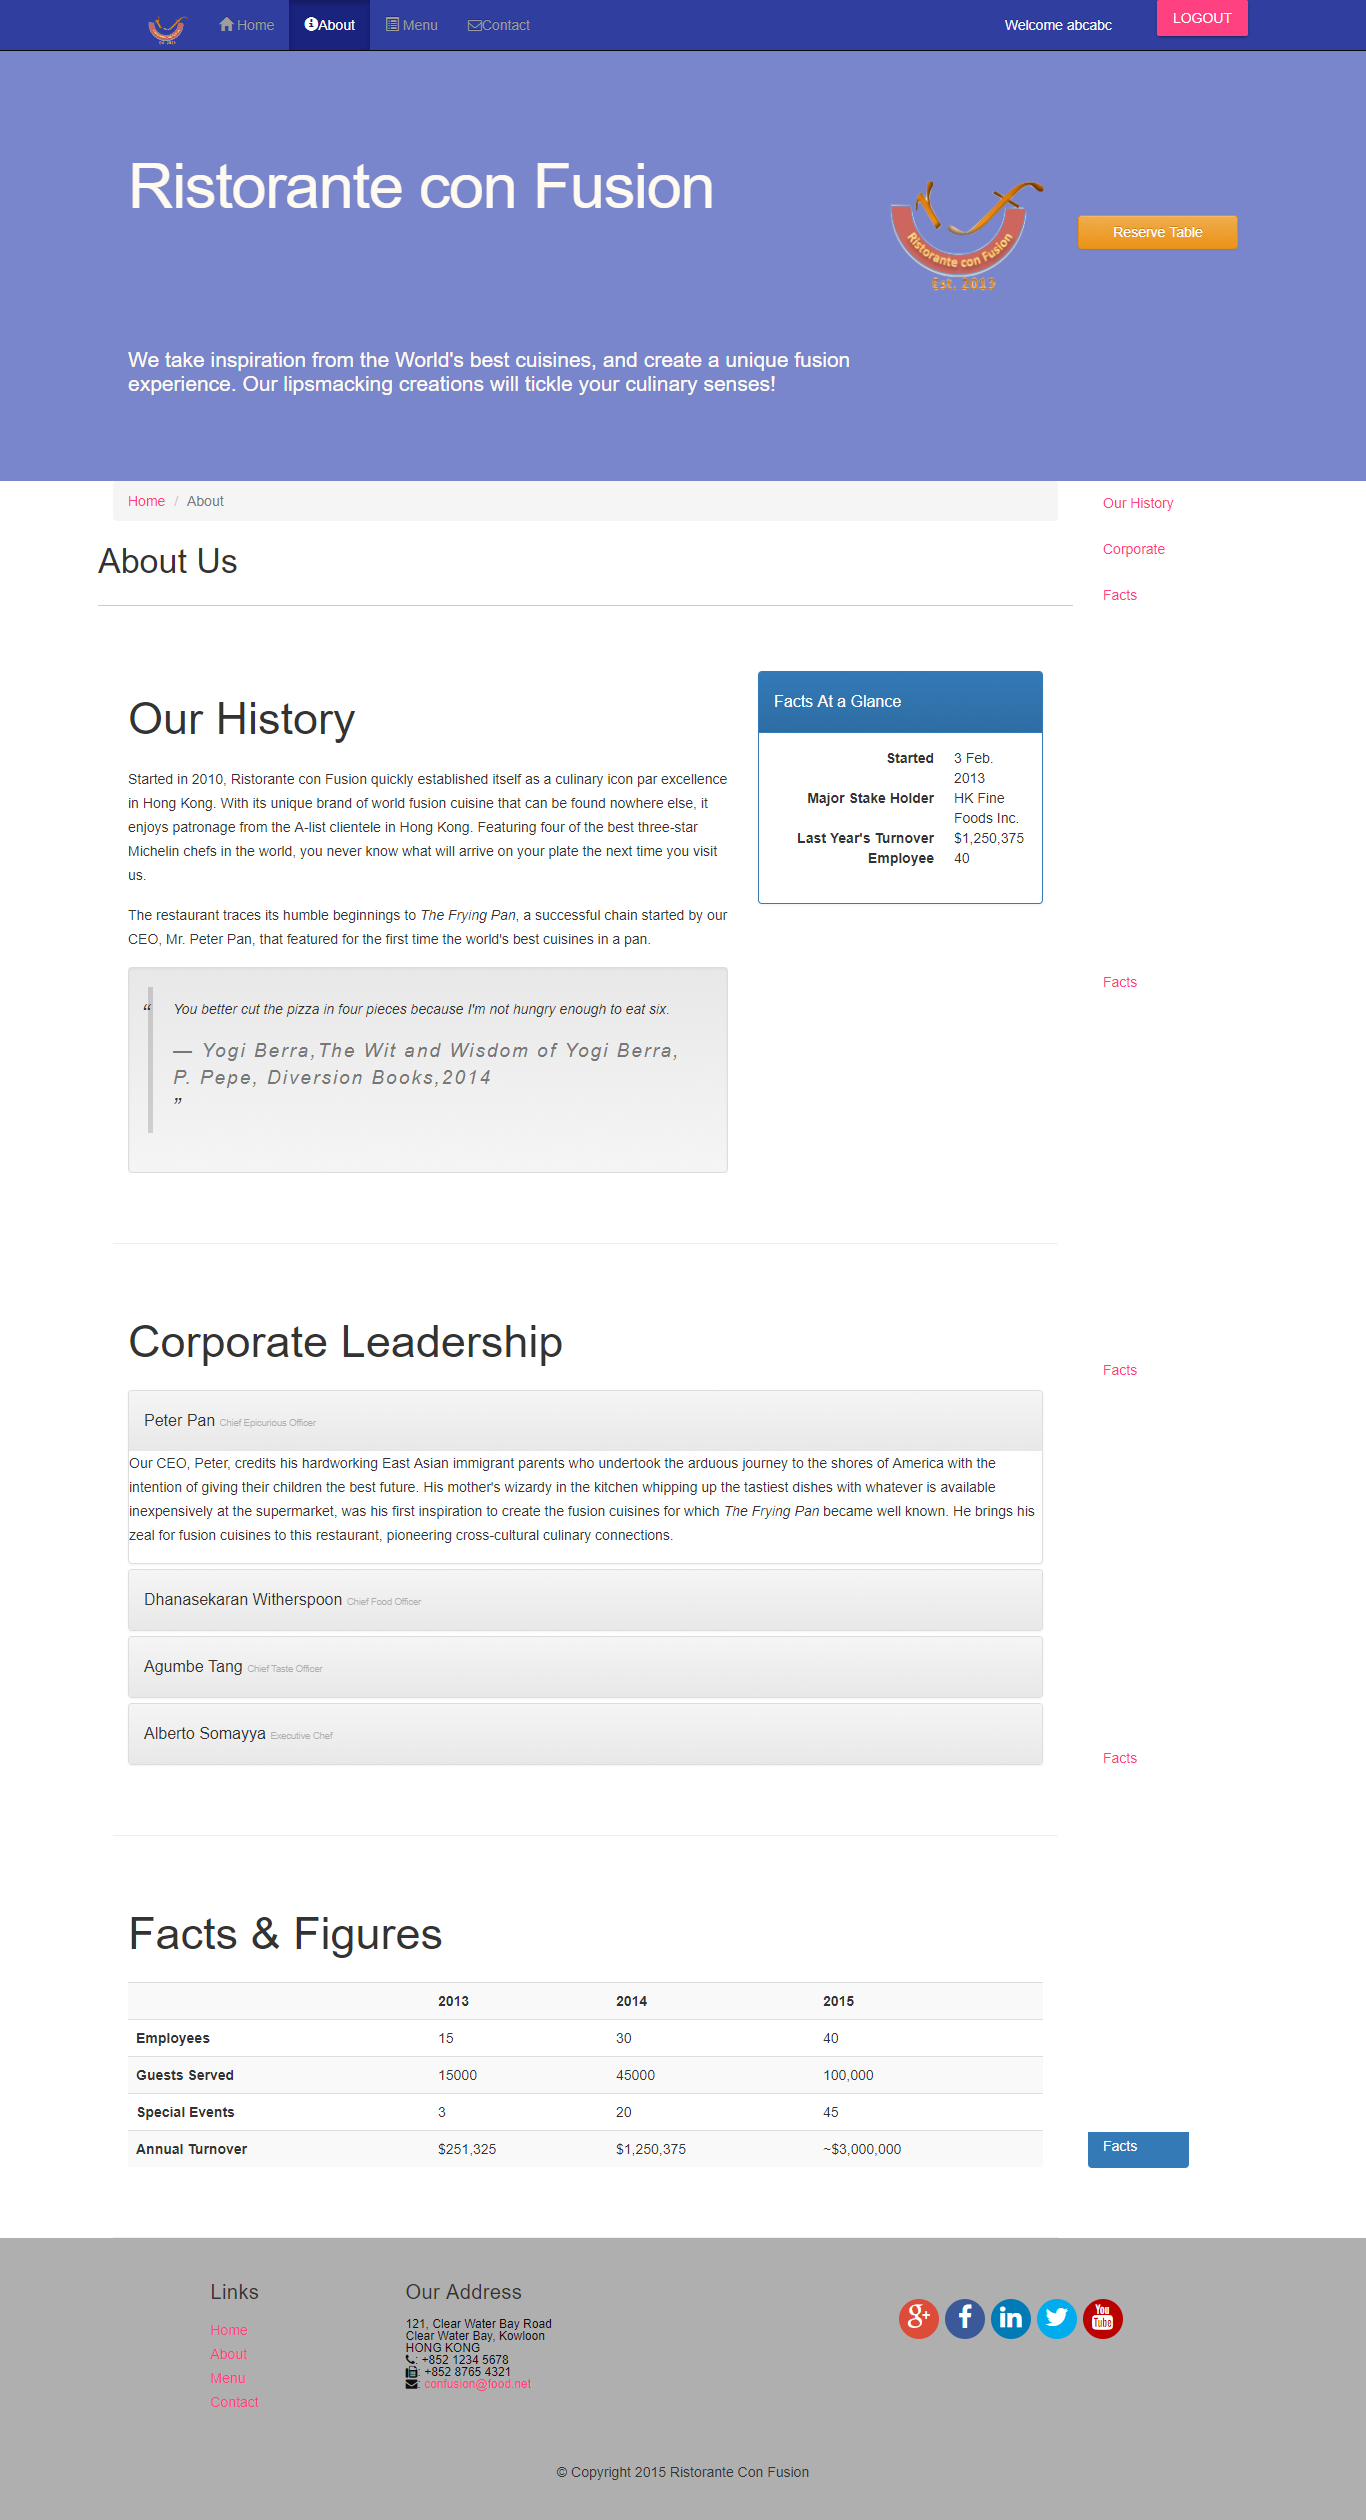 Home
About
Menu
Contact
Welcome abcabc
LOGOUT
Ristorante con Fusion
Ristorante con Fusion
Est. 2013
Reserve Table
We take inspiration from the World's best cuisines, and create a unique fusion
experience. Our lipsmacking creations will tickle your culinary senses!
Home / About
Our History
Corporate
Facts
About Us
Our History
Started in 2010, Ristorante con Fusion quickly established itself as a culinary icon par excellence
in Hong Kong. With its unique brand of world fusion cuisine that can be found nowhere else, it
enjoys patronage from the A-list clientele in Hong Kong. Featuring four of the best three-star
Michelin chefs in the world, you never know what will arrive on your plate the next time you visit
us.
The restaurant traces its humble beginnings to The Frying Pan, a successful chain started by our
CEO, Mr. Peter Pan, that featured for the first time the world's best cuisines in a pan.
Facts At a Glance
Started 3 Feb.
2013
Major Stake Holder HK Fine
Foods Inc.
Last Year's Turnover $1,250,375
Employee 40
“ You better cut the pizza in four pieces because I'm not hungry enough to eat six.
— Yogi Berra,The Wit and Wisdom of Yogi Berra,
P. Pepe, Diversion Books,2014
”
Facts
Corporate Leadership
Facts
Peter Pan Chief Epicurious Officer
Our CEO, Peter, credits his hardworking East Asian immigrant parents who undertook the arduous journey to the shores of America with the
intention of giving their children the best future. His mother's wizardy in the kitchen whipping up the tastiest dishes with whatever is available
inexpensively at the supermarket, was his first inspiration to create the fusion cuisines for which The Frying Pan became well known. He brings his
zeal for fusion cuisines to this restaurant, pioneering cross-cultural culinary connections.
Dhanasekaran Witherspoon Chief Food Officer
Agumbe Tang Chief Taste Officer
Alberto Somayya Executive Chef
Facts
Facts & Figures
2013 2014 2015
Employees 15 30 40
Guests Served 15000 45000 100,000
Special Events 3 20 45
Annual Turnover $251,325 $1,250,375 ~$3,000,000
Facts
Links
Home
About
Menu
Contact
Our Address
121, Clear Water Bay Road
Clear Water Bay, Kowloon
HONG KONG
: +852 1234 5678
: +852 8765 4321
: confusion@food.net
g+
f
in
You
Tube
© Copyright 2015 Ristorante Con Fusion